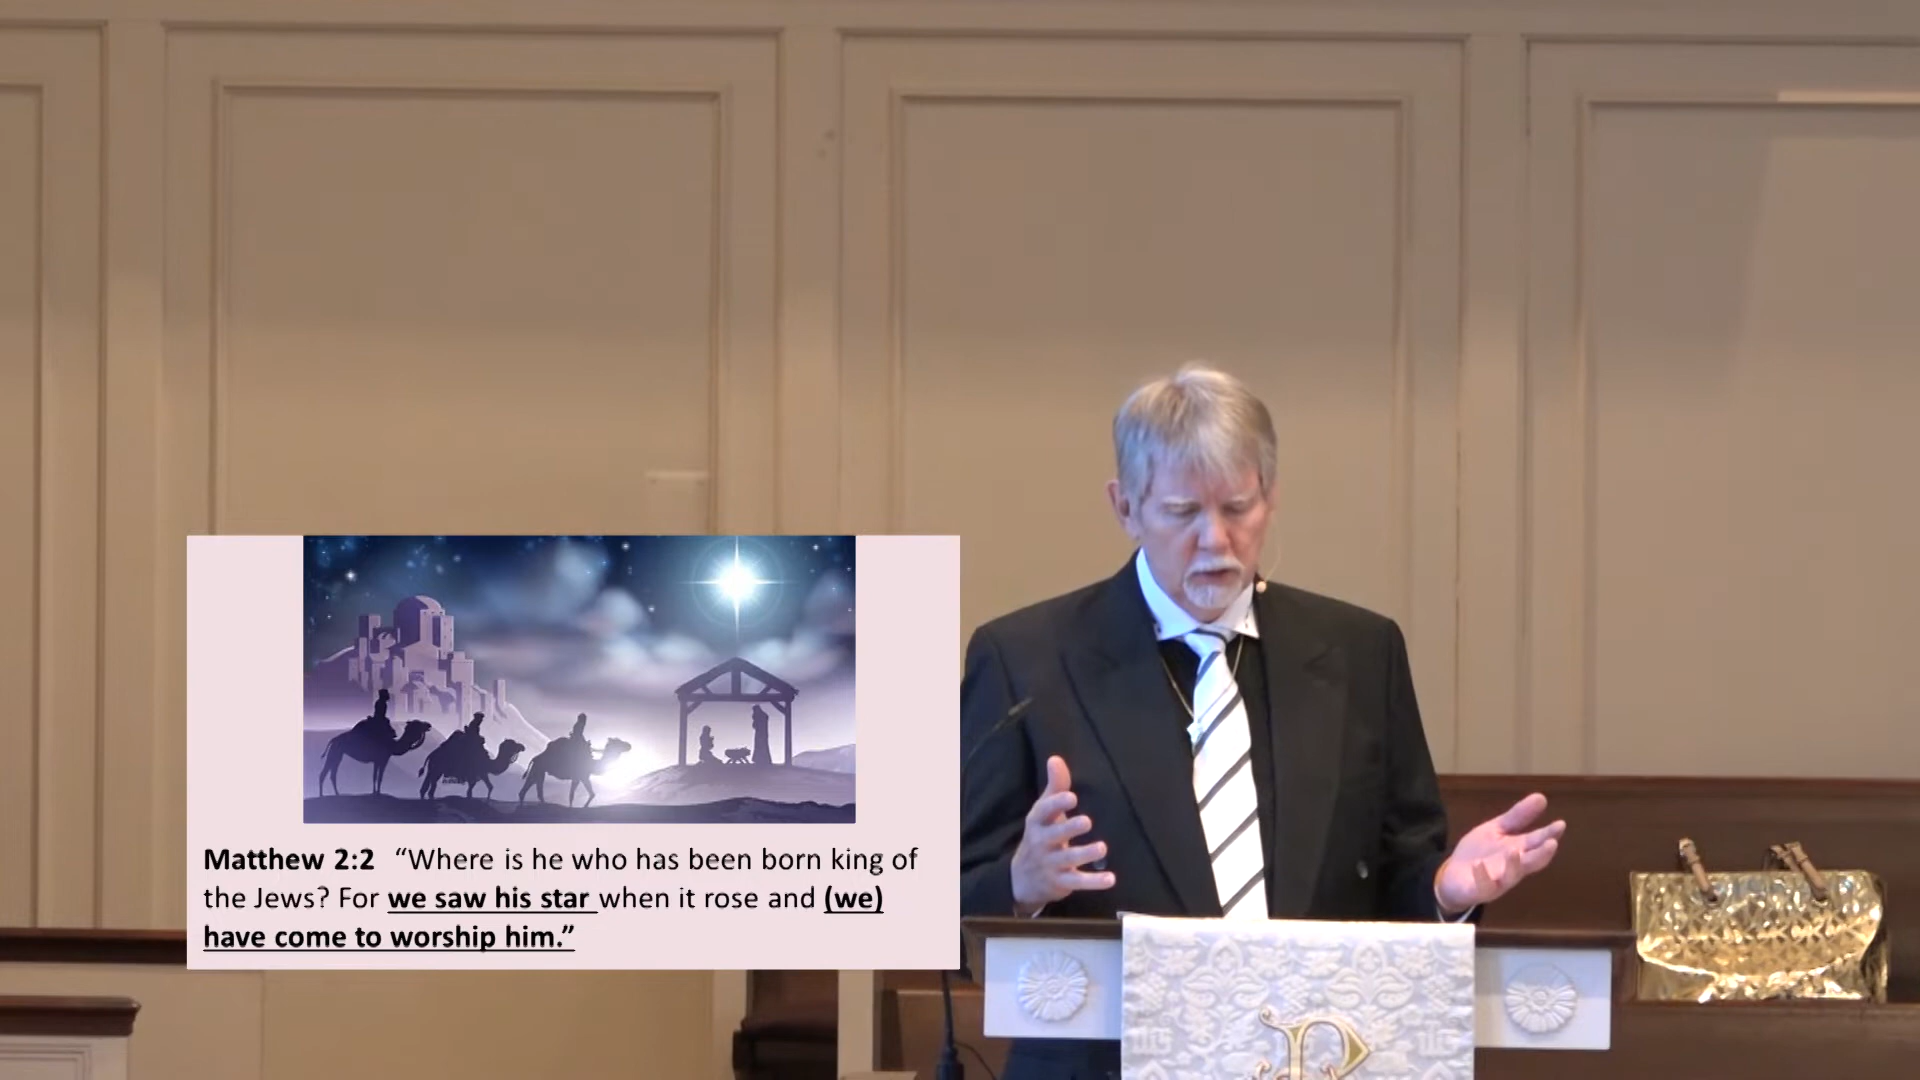 Matthew 2:2 “Where is he who has been born king of
the Jews? For we saw his star when it rose and (we)
have come to worship him.”